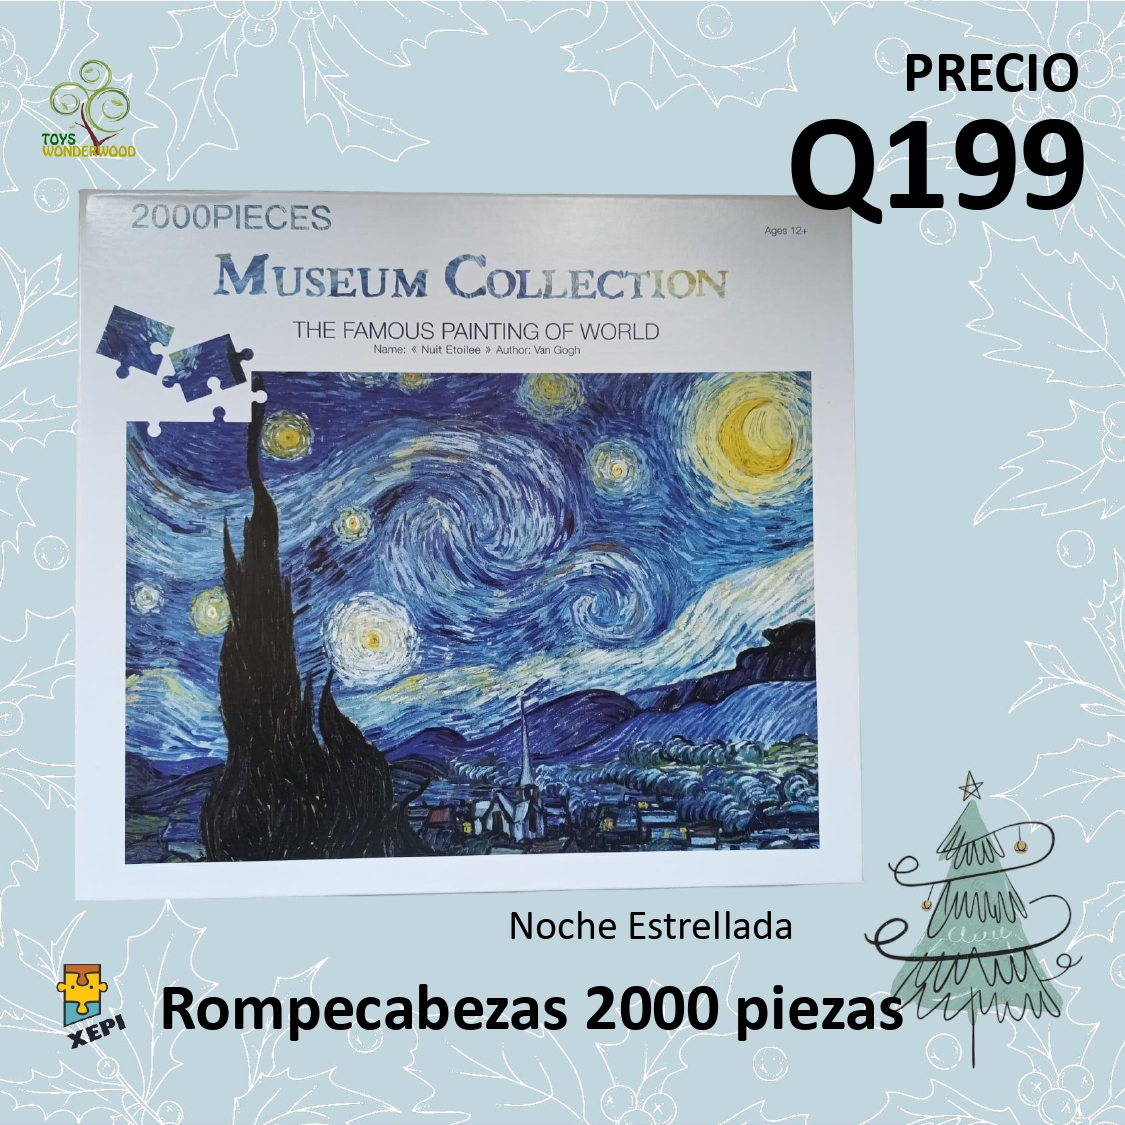 TOYS
WONDERWOOD
PRECIO
Q199
2000PIECES
Ages 12+
MUSEUM COLLECTION
THE FAMOUS PAINTING OF WORLD
Name: « Nuit Etoilee » Author: Van Gogh
Noche Estrellada
XEPI
Rompecabezas 2000 piezas